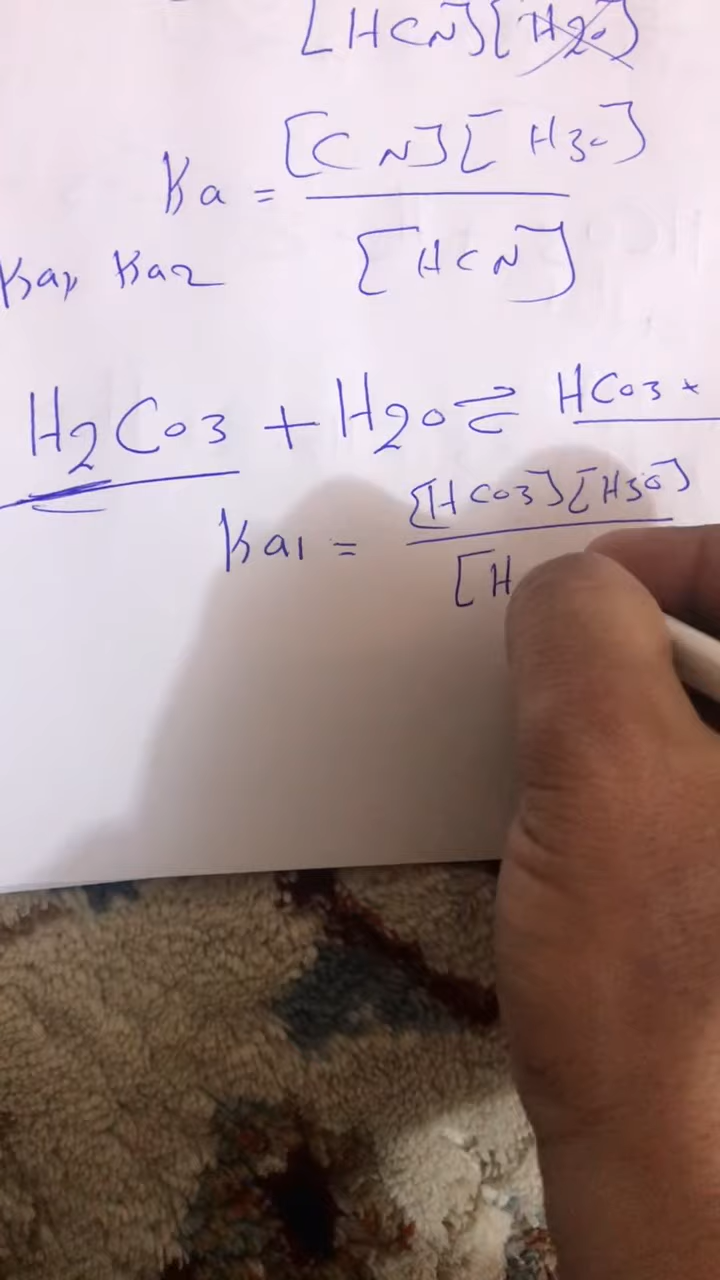 [HCN][H2O]
[CN][H3O]
Ka =
[HCN]
Ka1, Ka2
H2CO3 + H2O ⇌ HCO3 +
[HCO3][H3O]
Ka1 =
[H